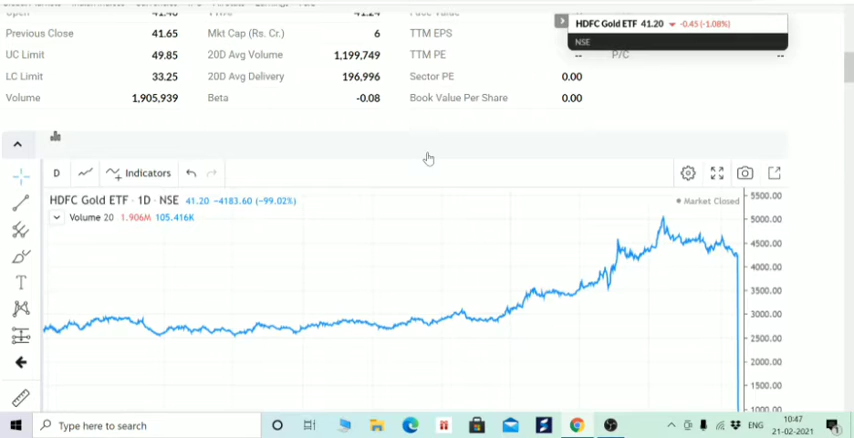 HDFC Gold ETF 41.20 -0.45 (-1.08%)
NSE
Previous Close 41.65 Mkt Cap (Rs. Cr.) 6 TTM EPS
UC Limit 49.85 20D Avg Volume 1,199,749 TTM PE -- P/C --
LC Limit 33.25 20D Avg Delivery 196,996 Sector PE 0.00
Volume 1,905,939 Beta -0.08 Book Value Per Share 0.00
D Indicators
HDFC Gold ETF · 1D · NSE 41.20 −4183.60 (−99.02%)
Market Closed
Volume 20 1.906M 105.416K
5500.00
5000.00
4500.00
4000.00
3500.00
3000.00
2500.00
2000.00
1500.00
1000.00
Type here to search
ENG
10:47
21-02-2021